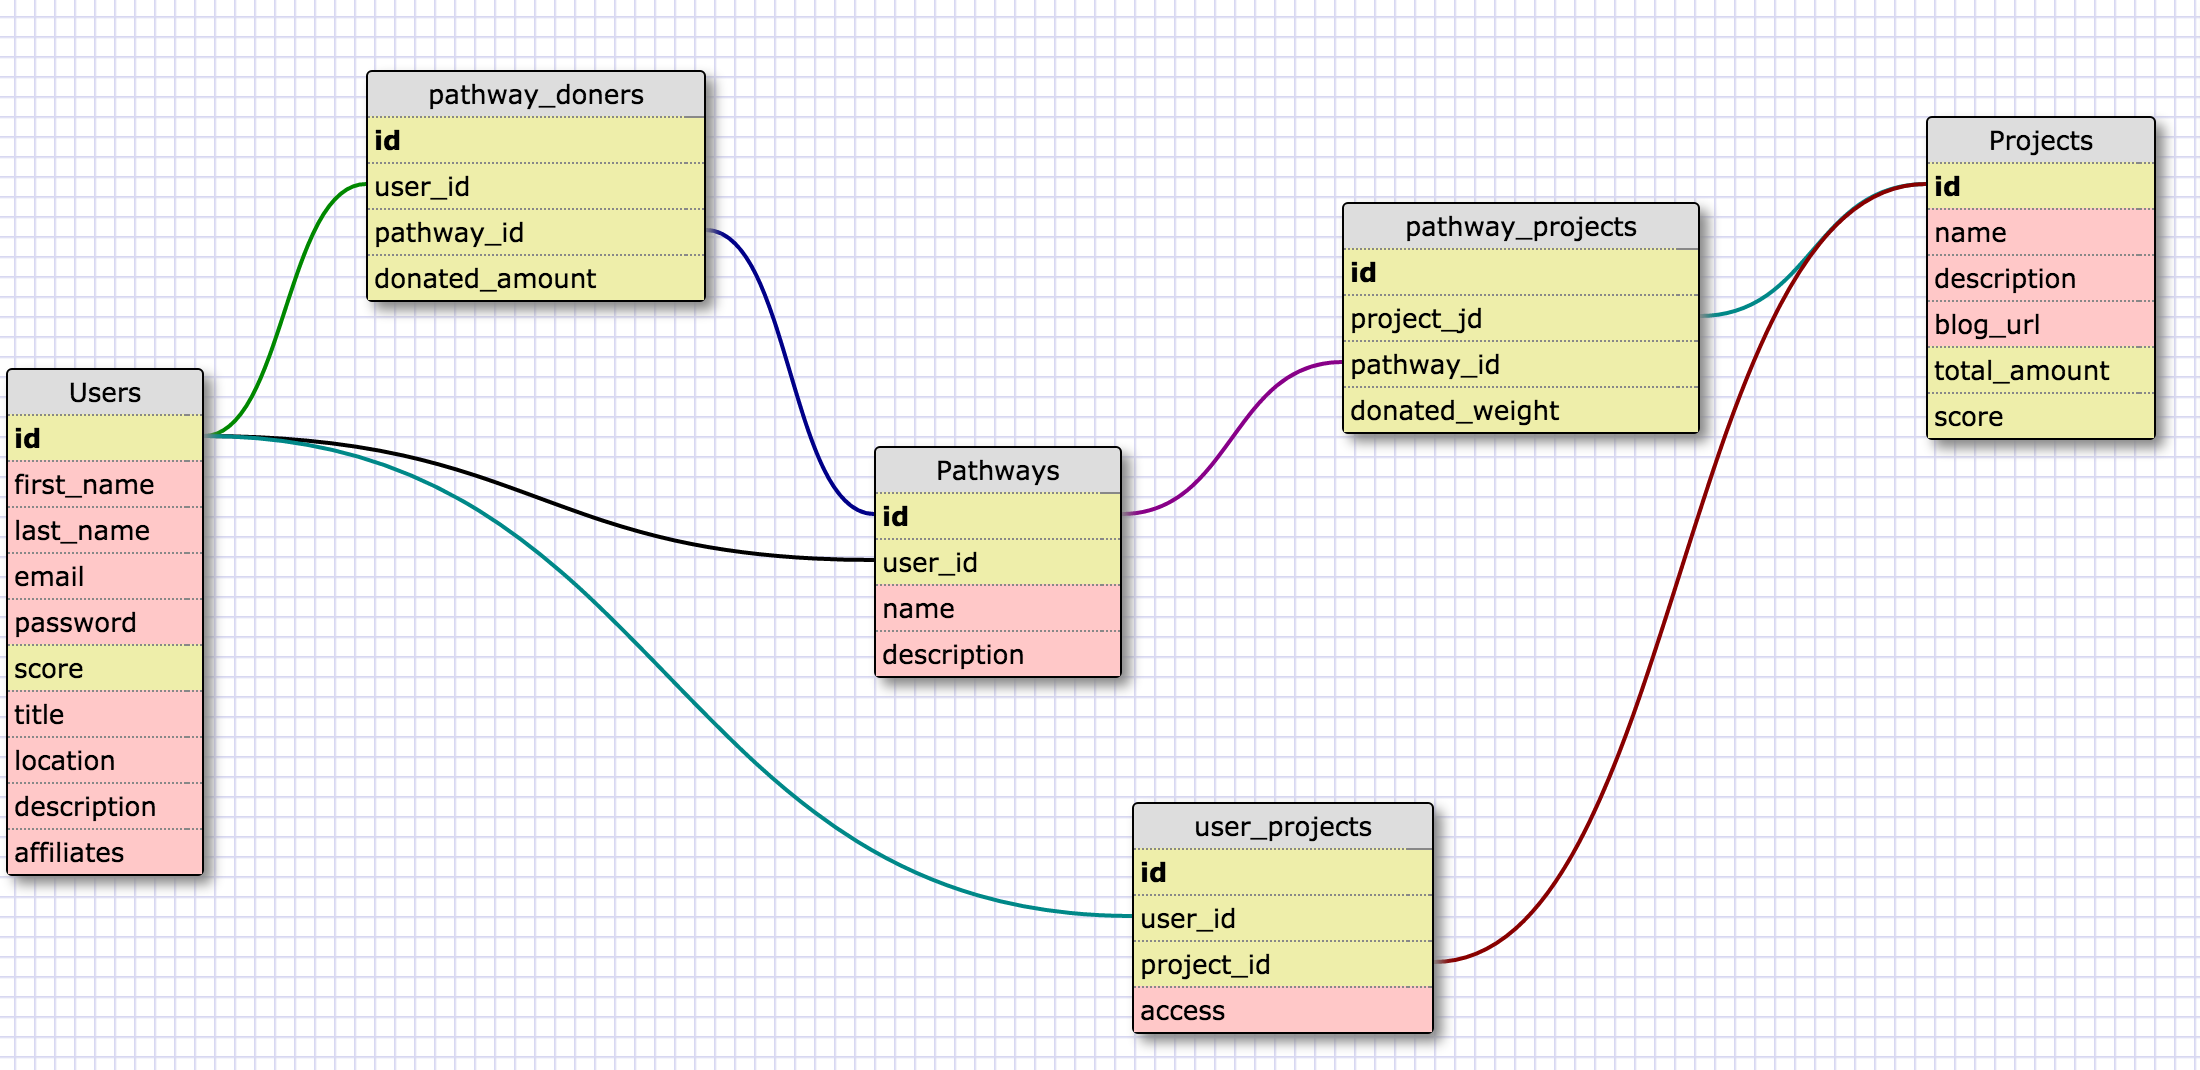 pathway_doners
id
user_id
pathway_id
donated_amount
Users
id
first_name
last_name
email
password
score
title
location
description
affiliates
Pathways
id
user_id
name
description
pathway_projects
id
project_jd
pathway_id
donated_weight
Projects
id
name
description
blog_url
total_amount
score
user_projects
id
user_id
project_id
access